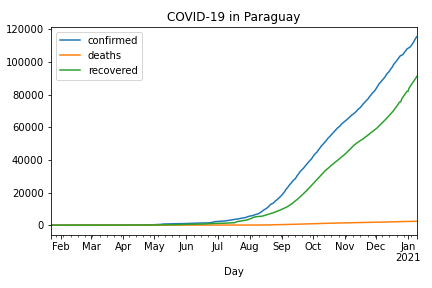 COVID-19 in Paraguay
confirmed
deaths
recovered
120000
100000
80000
60000
40000
20000
0
Feb Mar Apr May Jun Jul Aug Sep Oct Nov Dec Jan
2021
Day